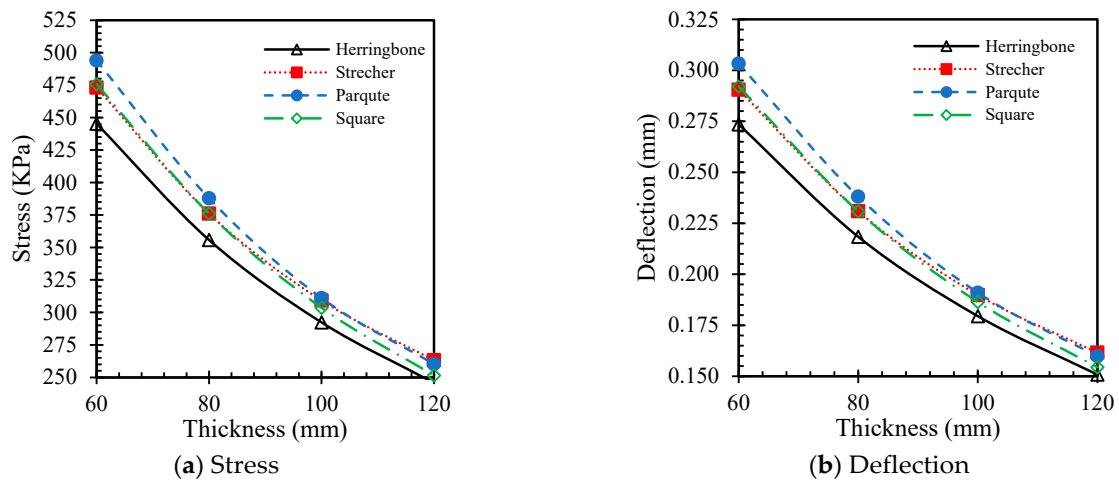 525
500
475
450
425
400
375
350
325
300
275
250
Stress (KPa)
60 80 100 120
Thickness (mm)
Herringbone
Strecher
Parqute
Square
(a) Stress
0.325
0.300
0.275
0.250
0.225
0.200
0.175
0.150
Deflection (mm)
60 80 100 120
Thickness (mm)
Herringbone
Strecher
Parqute
Square
(b) Deflection